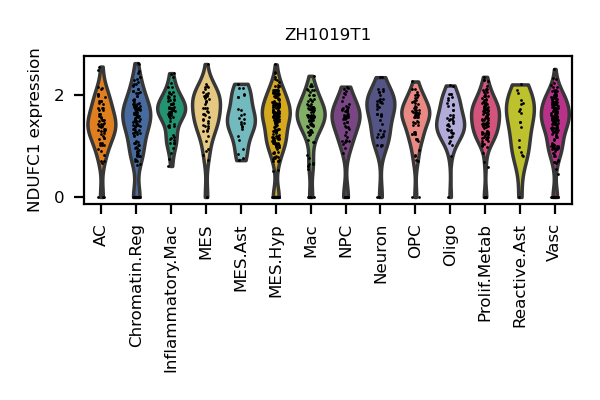 ZH1019T1
NDUFC1 expression
2
0
AC
Chromatin.Reg
Inflammatory.Mac
MES
MES.Ast
MES.Hyp
Mac
NPC
Neuron
OPC
Oligo
Prolif.Metab
Reactive.Ast
Vasc